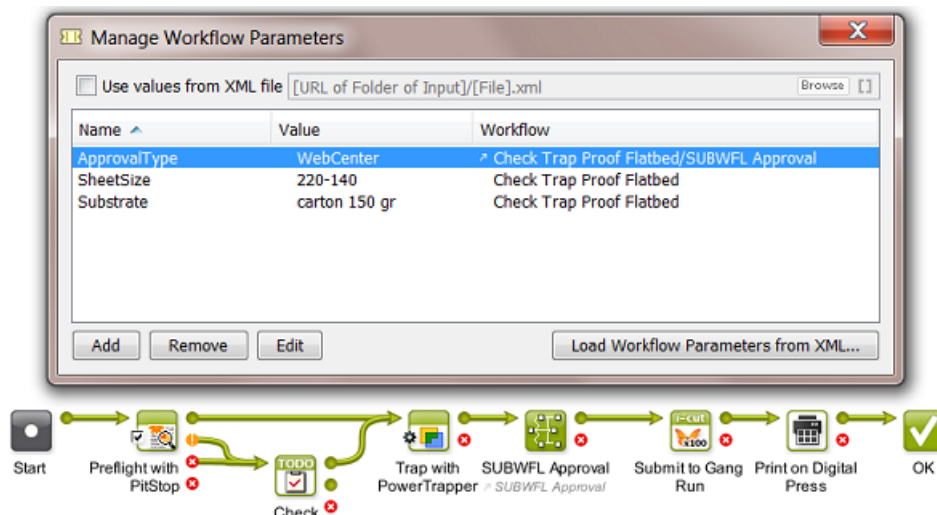 Manage Workflow Parameters
Use values from XML file [URL of Folder of Input]/[File].xml Browse []
Name Value Workflow
ApprovalType WebCenter ↗ Check Trap Proof Flatbed/SUBWFL Approval
SheetSize 220-140 Check Trap Proof Flatbed
Substrate carton 150 gr Check Trap Proof Flatbed
Add Remove Edit Load Workflow Parameters from XML...
i-cut
x100
TODO
Start Preflight with Trap with SUBWFL Approval Submit to Gang Print on Digital OK
PitStop PowerTrapper ↗ SUBWFL Approval Run Press
Check